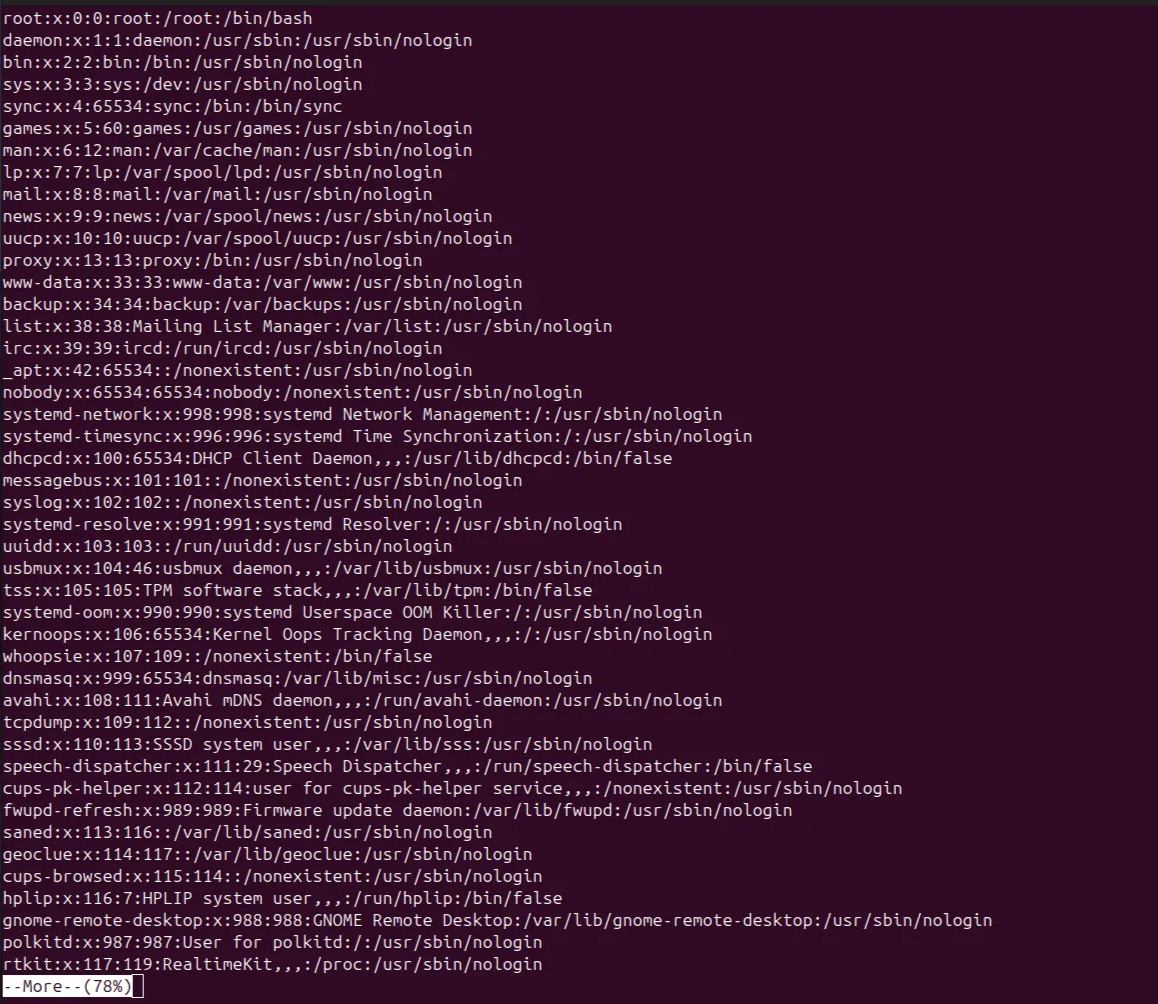 root:x:0:0:root:/root:/bin/bash
daemon:x:1:1:daemon:/usr/sbin:/usr/sbin/nologin
bin:x:2:2:bin:/bin:/usr/sbin/nologin
sys:x:3:3:sys:/dev:/usr/sbin/nologin
sync:x:4:65534:sync:/bin:/bin/sync
games:x:5:60:games:/usr/games:/usr/sbin/nologin
man:x:6:12:man:/var/cache/man:/usr/sbin/nologin
lp:x:7:7:lp:/var/spool/lpd:/usr/sbin/nologin
mail:x:8:8:mail:/var/mail:/usr/sbin/nologin
news:x:9:9:news:/var/spool/news:/usr/sbin/nologin
uucp:x:10:10:uucp:/var/spool/uucp:/usr/sbin/nologin
proxy:x:13:13:proxy:/bin:/usr/sbin/nologin
www-data:x:33:33:www-data:/var/www:/usr/sbin/nologin
backup:x:34:34:backup:/var/backups:/usr/sbin/nologin
list:x:38:38:Mailing List Manager:/var/list:/usr/sbin/nologin
irc:x:39:39:ircd:/run/ircd:/usr/sbin/nologin
_apt:x:42:65534::/nonexistent:/usr/sbin/nologin
nobody:x:65534:65534:nobody:/nonexistent:/usr/sbin/nologin
systemd-network:x:998:998:systemd Network Management:/:/usr/sbin/nologin
systemd-timesync:x:996:996:systemd Time Synchronization:/:/usr/sbin/nologin
dhcpcd:x:100:65534:DHCP Client Daemon,,,:/usr/lib/dhcpcd:/bin/false
messagebus:x:101:101::/nonexistent:/usr/sbin/nologin
syslog:x:102:102::/nonexistent:/usr/sbin/nologin
systemd-resolve:x:991:991:systemd Resolver:/:/usr/sbin/nologin
uuidd:x:103:103::/run/uuidd:/usr/sbin/nologin
usbmux:x:104:46:usbmux daemon,,,:/var/lib/usbmux:/usr/sbin/nologin
tss:x:105:105:TPM software stack,,,:/var/lib/tpm:/bin/false
systemd-oom:x:990:990:systemd Userspace OOM Killer:/:/usr/sbin/nologin
kernoops:x:106:65534:Kernel Oops Tracking Daemon,,,:/:/usr/sbin/nologin
whoopsie:x:107:109::/nonexistent:/bin/false
dnsmasq:x:999:65534:dnsmasq:/var/lib/misc:/usr/sbin/nologin
avahi:x:108:111:Avahi mDNS daemon,,,:/run/avahi-daemon:/usr/sbin/nologin
tcpdump:x:109:112::/nonexistent:/usr/sbin/nologin
sssd:x:110:113:SSSD system user,,,:/var/lib/sss:/usr/sbin/nologin
speech-dispatcher:x:111:29:Speech Dispatcher,,,:/run/speech-dispatcher:/bin/false
cups-pk-helper:x:112:114:user for cups-pk-helper service,,,:/nonexistent:/usr/sbin/nologin
fwupd-refresh:x:989:989:Firmware update daemon:/var/lib/fwupd:/usr/sbin/nologin
saned:x:113:116::/var/lib/saned:/usr/sbin/nologin
geoclue:x:114:117::/var/lib/geoclue:/usr/sbin/nologin
cups-browsed:x:115:114::/nonexistent:/usr/sbin/nologin
hplip:x:116:7:HPLIP system user,,,:/run/hplip:/bin/false
gnome-remote-desktop:x:988:988:GNOME Remote Desktop:/var/lib/gnome-remote-desktop:/usr/sbin/nologin
polkitd:x:987:987:User for polkitd:/:/usr/sbin/nologin
rtkit:x:117:119:RealtimeKit,,,:/proc:/usr/sbin/nologin
--More--(78%)